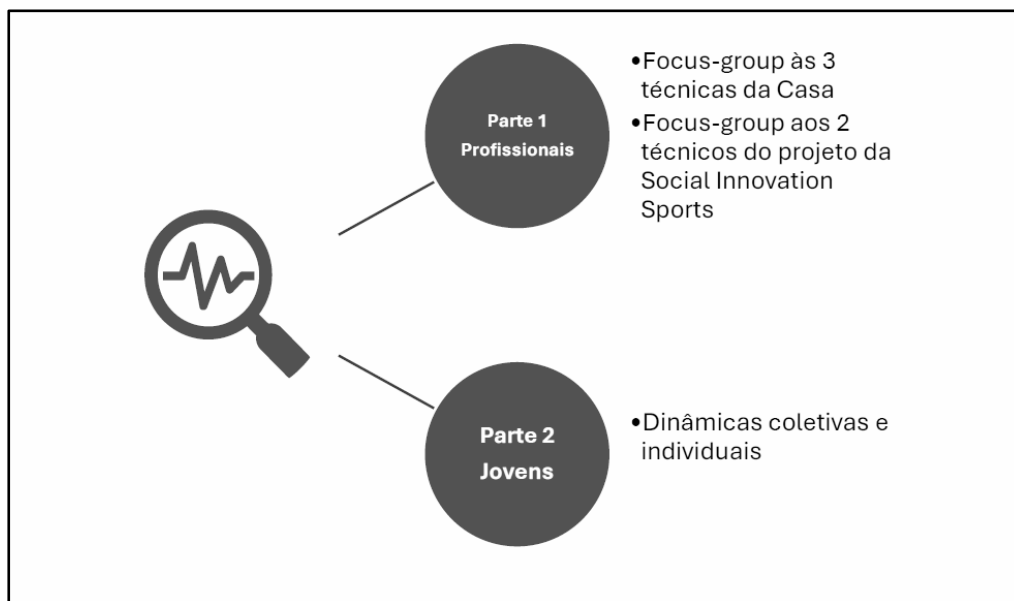 Parte 1
Profissionais
•Focus-group às 3
técnicas da Casa
•Focus-group aos 2
técnicos do projeto da
Social Innovation
Sports
Parte 2
Jovens
•Dinâmicas coletivas e
individuais